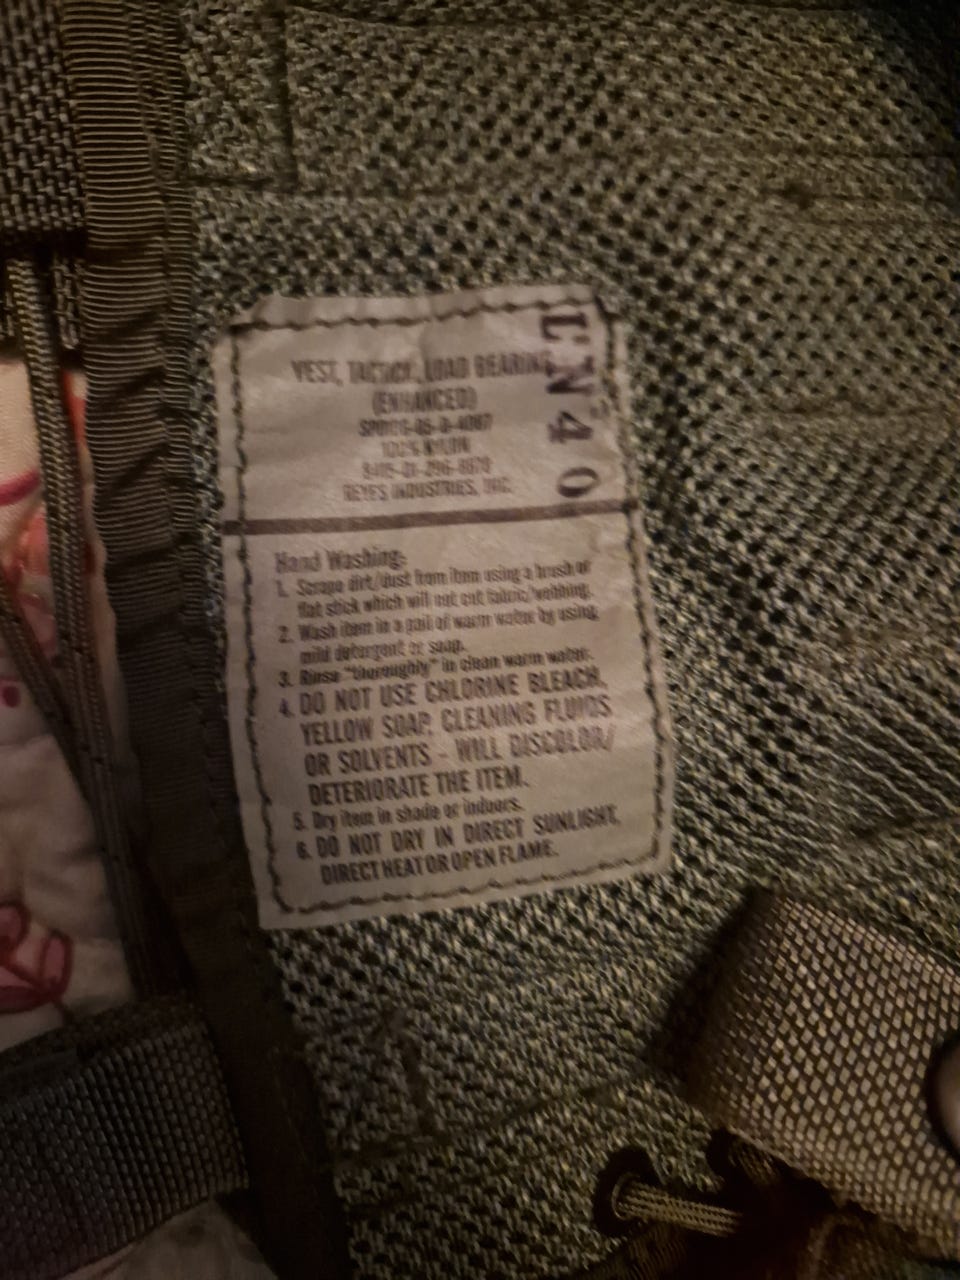 VEST, TACTICAL, LOAD BEARING
(ENHANCED)
100% NYLON
REYES INDUSTRIES, INC.
LN40
Hand Washing:
1. Scrape dirt/dust from item using a brush or
flat stick which will not cut fabric/webbing.
2. Wash item in a pail of warm water by using
mild detergent or soap.
3. Rinse "thoroughly" in clean warm water.
4. DO NOT USE CHLORINE BLEACH,
YELLOW SOAP, CLEANING FLUIDS
OR SOLVENTS - WILL DISCOLOR/
DETERIORATE THE ITEM.
5. Dry item in shade or indoors.
6. DO NOT DRY IN DIRECT SUNLIGHT,
DIRECT HEAT OR OPEN FLAME.